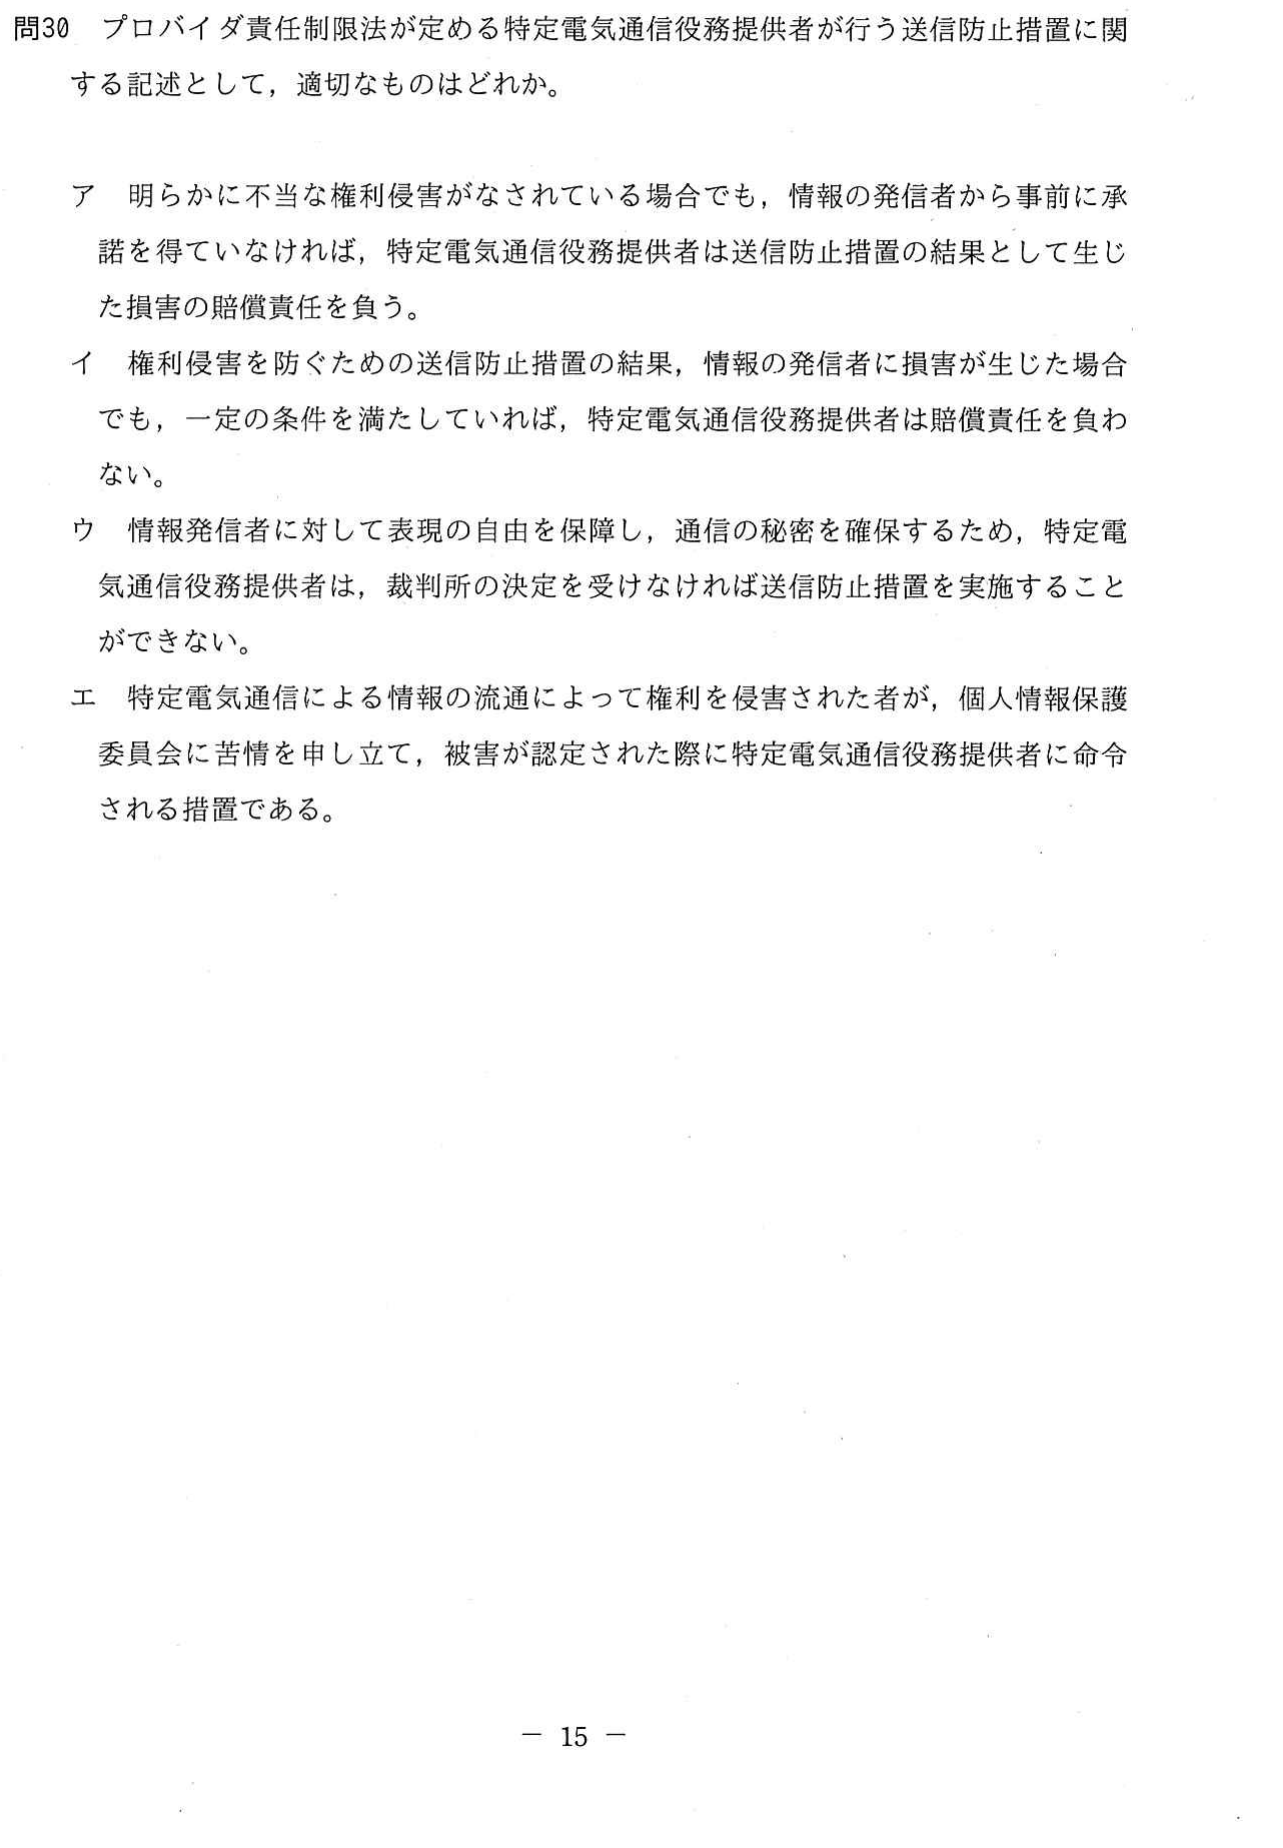 問30 プロバイダ責任制限法が定める特定電気通信役務提供者が行う送信防止措置に関
する記述として，適切なものはどれか。
ア 明らかに不当な権利侵害がなされている場合でも，情報の発信者から事前に承
諾を得ていなければ，特定電気通信役務提供者は送信防止措置の結果として生じ
た損害の賠償責任を負う。
イ 権利侵害を防ぐための送信防止措置の結果，情報の発信者に損害が生じた場合
でも，一定の条件を満たしていれば，特定電気通信役務提供者は賠償責任を負わ
ない。
ウ 情報発信者に対して表現の自由を保障し，通信の秘密を確保するため，特定電
気通信役務提供者は，裁判所の決定を受けなければ送信防止措置を実施すること
ができない。
エ 特定電気通信による情報の流通によって権利を侵害された者が，個人情報保護
委員会に苦情を申し立て，被害が認定された際に特定電気通信役務提供者に命令
される措置である。
― 15 ―